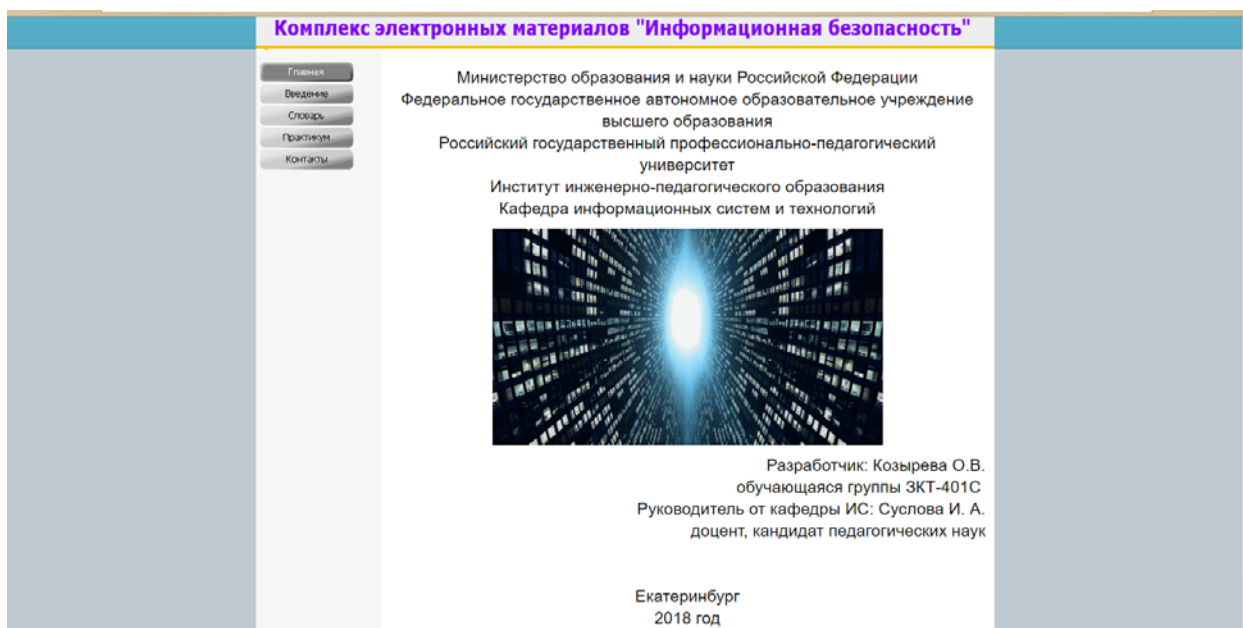 Комплекс электронных материалов "Информационная безопасность"
Главная
Введение
Словарь
Практикум
Контакты
Министерство образования и науки Российской Федерации
Федеральное государственное автономное образовательное учреждение
высшего образования
Российский государственный профессионально-педагогический
университет
Институт инженерно-педагогического образования
Кафедра информационных систем и технологий
Разработчик: Козырева О.В.
обучающаяся группы ЗКТ-401С
Руководитель от кафедры ИС: Суслова И. А.
доцент, кандидат педагогических наук
Екатеринбург
2018 год